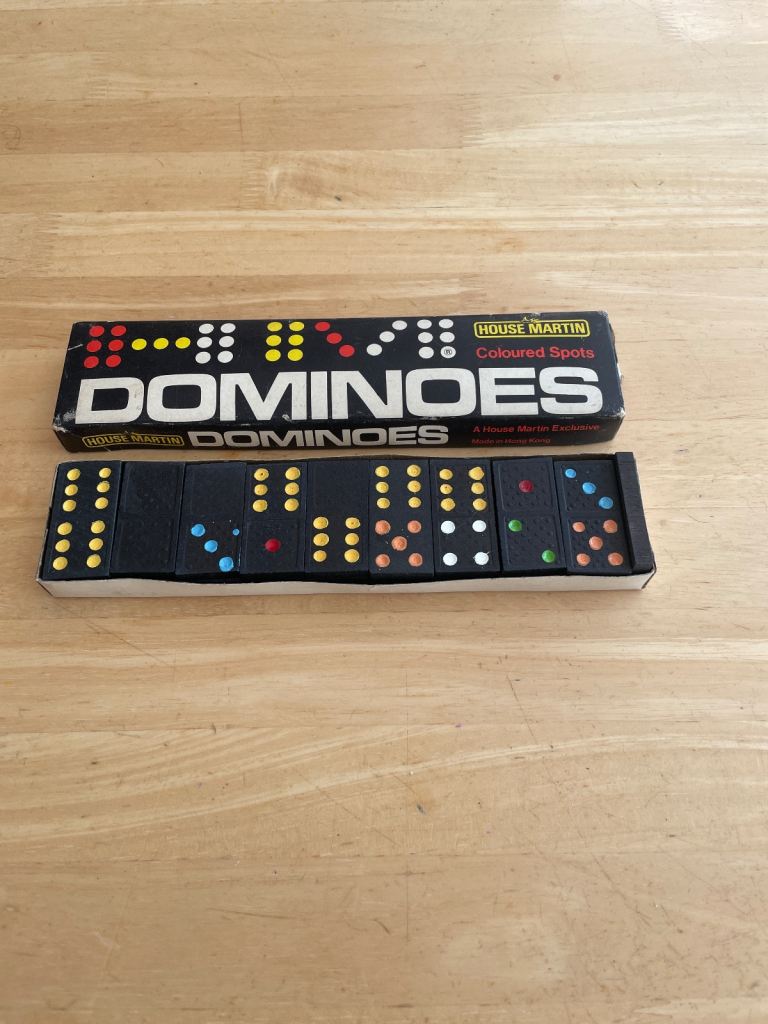 HOUSE MARTIN
®
Coloured Spots
DOMINOES
HOUSE MARTIN DOMINOES
A House Martin Exclusive
Made in Hong Kong